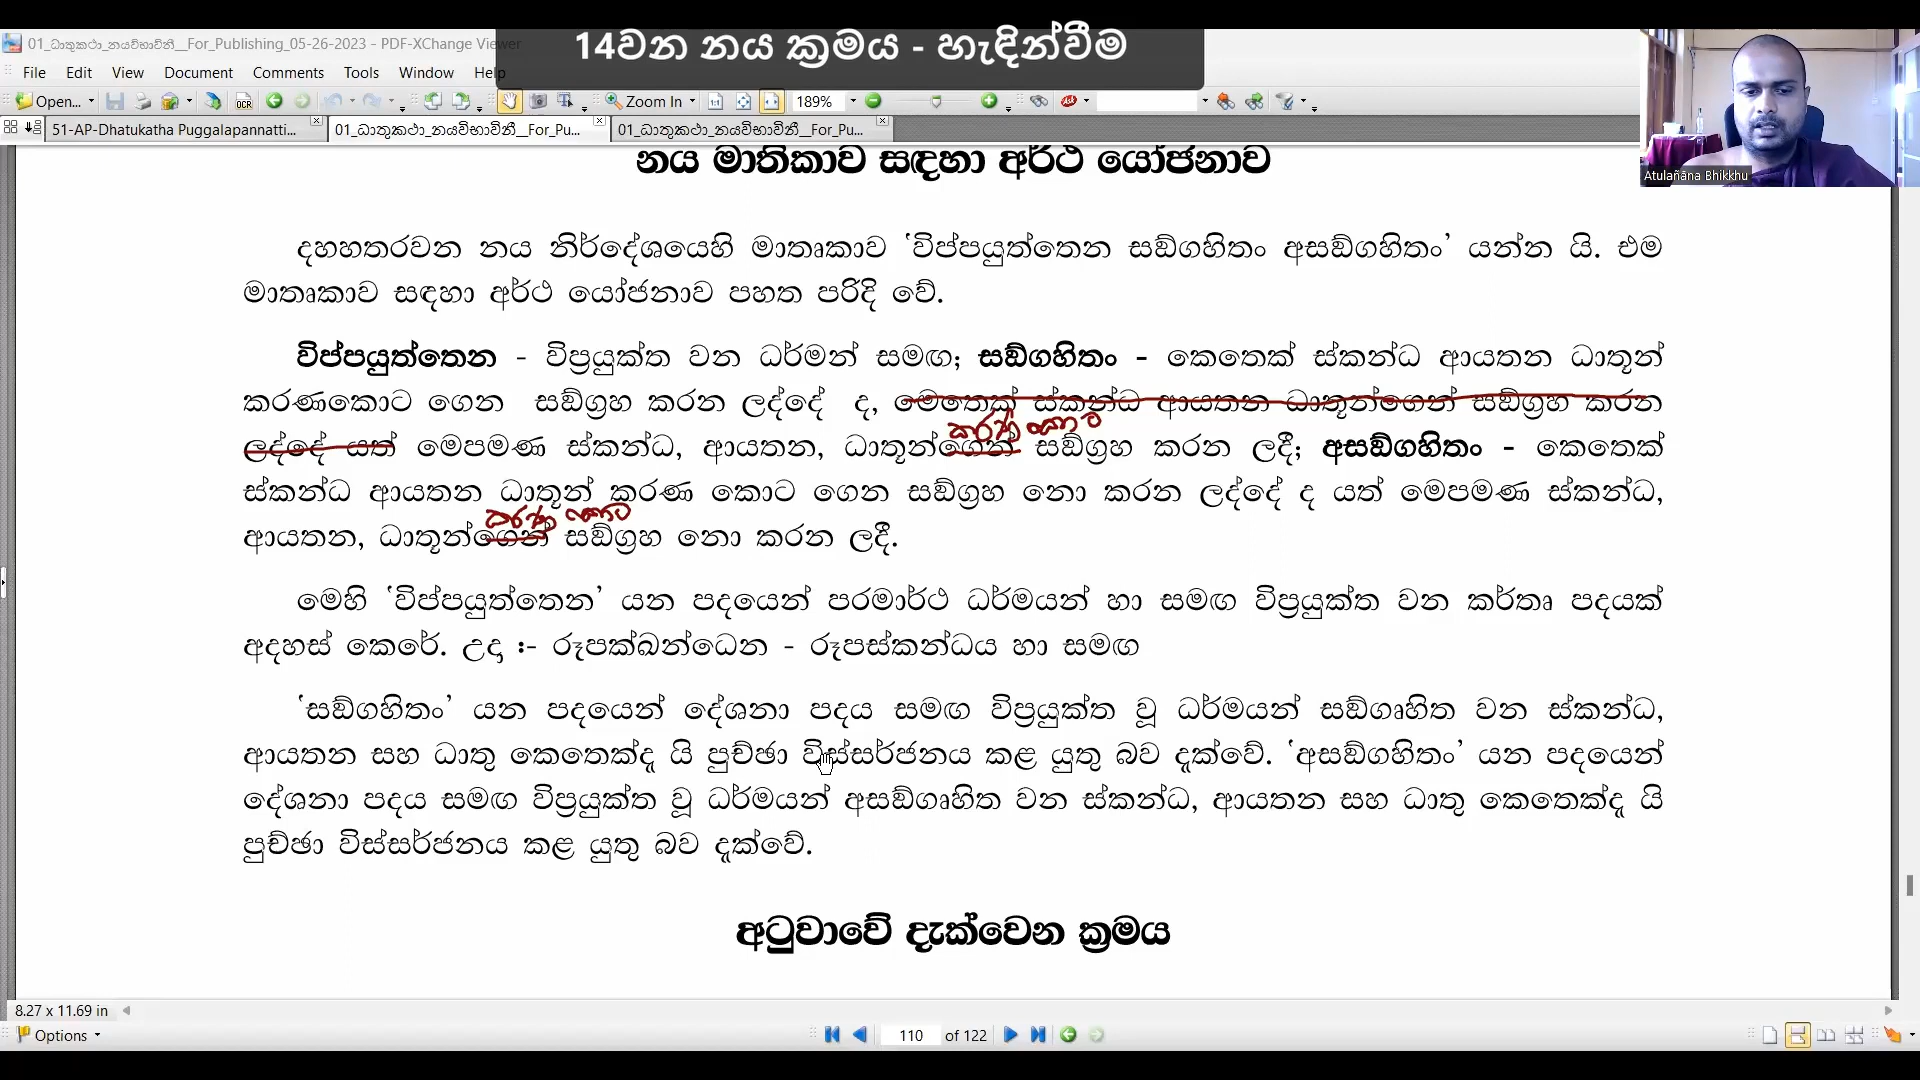 01_ධාතුකථා_නයවිභාවිනී__For_Publishing_05-26-2023 - PDF-XChange Viewer
14වන නය ක්‍රමය - හැඳින්වීම
File Edit View Document Comments Tools Window Help
Open... OCR Zoom In 189%
51-AP-Dhatukatha Puggalapannatti... 01_ධාතුකථා_නයවිභාවිනී__For_Pu... 01_ධාතුකථා_නයවිභාවිනී__For_Pu...
Atulañāna Bhikkhu
නය මාතිකාව සඳහා අර්ථ යෝජනාව
දහහතරවන නය නිර්දේශයෙහි මාතෘකාව ‘විප්පයුත්තෙන සඞ්ගහිතං අසඞ්ගහිතං’ යන්න යි. එම
මාතෘකාව සඳහා අර්ථ යෝජනාව පහත පරිදි වේ.
විප්පයුත්තෙන - විප්‍රයුක්ත වන ධර්මන් සමඟ; සඞ්ගහිතං - කෙතෙක් ස්කන්ධ ආයතන ධාතූන්
කරණකොට ගෙන සඞ්ග්‍රහ කරන ලද්දේ ද, මෙතෙක් ස්කන්ධ ආයතන ධාතූන්ගෙන් සඞ්ග්‍රහ කරන
කරණ කොට
ලද්දේ යත් මෙපමණ ස්කන්ධ, ආයතන, ධාතූන්ගෙන් සඞ්ග්‍රහ කරන ලදී; අසඞ්ගහිතං - කෙතෙක්
ස්කන්ධ ආයතන ධාතූන් කරණ කොට ගෙන සඞ්ග්‍රහ නො කරන ලද්දේ ද යත් මෙපමණ ස්කන්ධ,
කරණ කොට
ආයතන, ධාතූන්ගෙන් සඞ්ග්‍රහ නො කරන ලදී.
මෙහි ‘විප්පයුත්තෙන’ යන පදයෙන් පරමාර්ථ ධර්මයන් හා සමඟ විප්‍රයුක්ත වන කර්තෘ පදයක්
අදහස් කෙරේ. උදා :- රූපක්ඛන්ධෙන - රූපස්කන්ධය හා සමඟ
‘සඞ්ගහිතං’ යන පදයෙන් දේශනා පදය සමඟ විප්‍රයුක්ත වූ ධර්මයන් සඞ්ගෘහිත වන ස්කන්ධ,
ආයතන සහ ධාතු කෙතෙක්ද යි පුච්ඡා විස්සර්ජනය කළ යුතු බව දැක්වේ. ‘අසඞ්ගහිතං’ යන පදයෙන්
දේශනා පදය සමඟ විප්‍රයුක්ත වූ ධර්මයන් අසඞ්ගෘහිත වන ස්කන්ධ, ආයතන සහ ධාතු කෙතෙක්ද යි
පුච්ඡා විස්සර්ජනය කළ යුතු බව දැක්වේ.
අටුවාවේ දැක්වෙන ක්‍රමය
8.27 x 11.69 in
Options 110 of 122